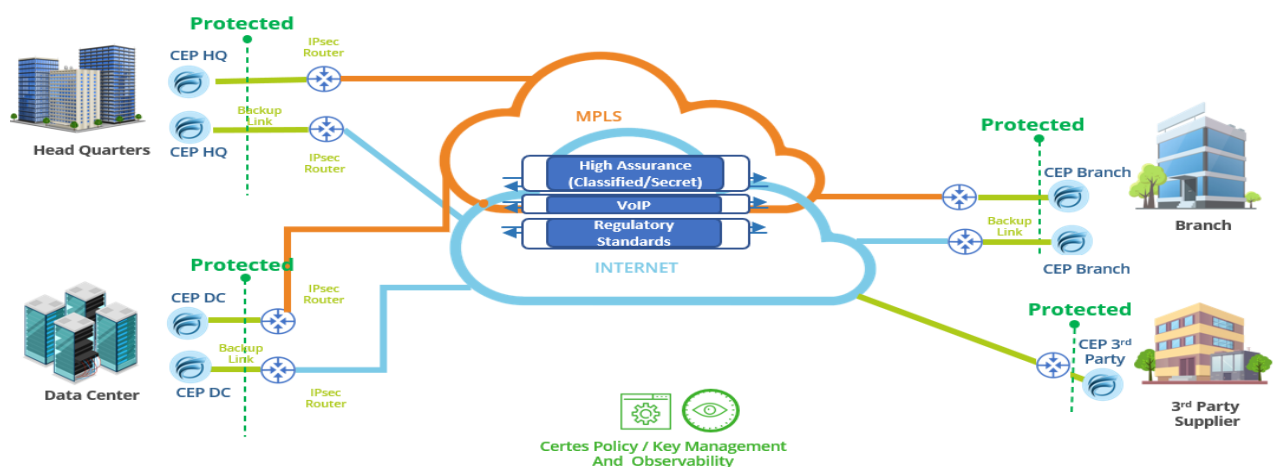 Protected
IPsec
Router
CEP HQ
Backup
Link
CEP HQ
IPsec
Router
Head Quarters
MPLS
High Assurance
(Classified/Secret)
VoIP
Regulatory
Standards
INTERNET
Protected
CEP Branch
Backup
Link
CEP Branch
Branch
Protected
CEP DC
IPsec
Router
Backup
Link
CEP DC
IPsec
Router
Data Center
Protected
CEP 3rd
Party
3rd Party
Supplier
Certes Policy / Key Management
And Observability